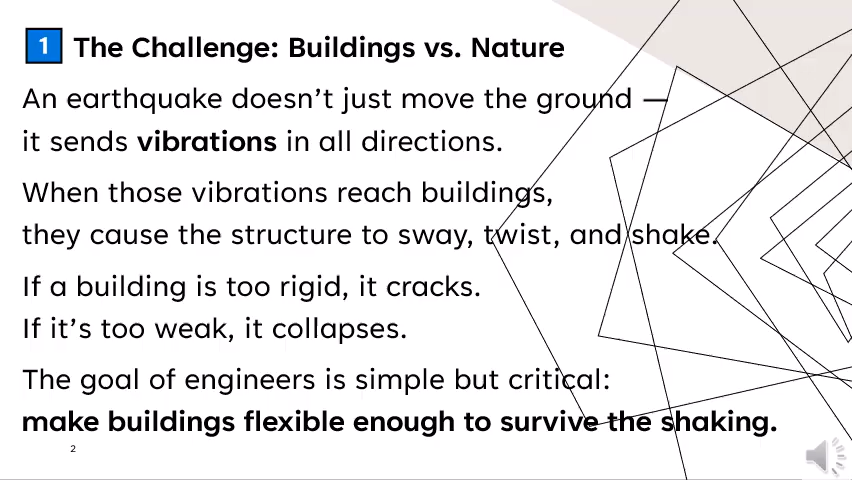 1 The Challenge: Buildings vs. Nature
An earthquake doesn’t just move the ground —
it sends vibrations in all directions.
When those vibrations reach buildings,
they cause the structure to sway, twist, and shake.
If a building is too rigid, it cracks.
If it’s too weak, it collapses.
The goal of engineers is simple but critical:
make buildings flexible enough to survive the shaking.
2